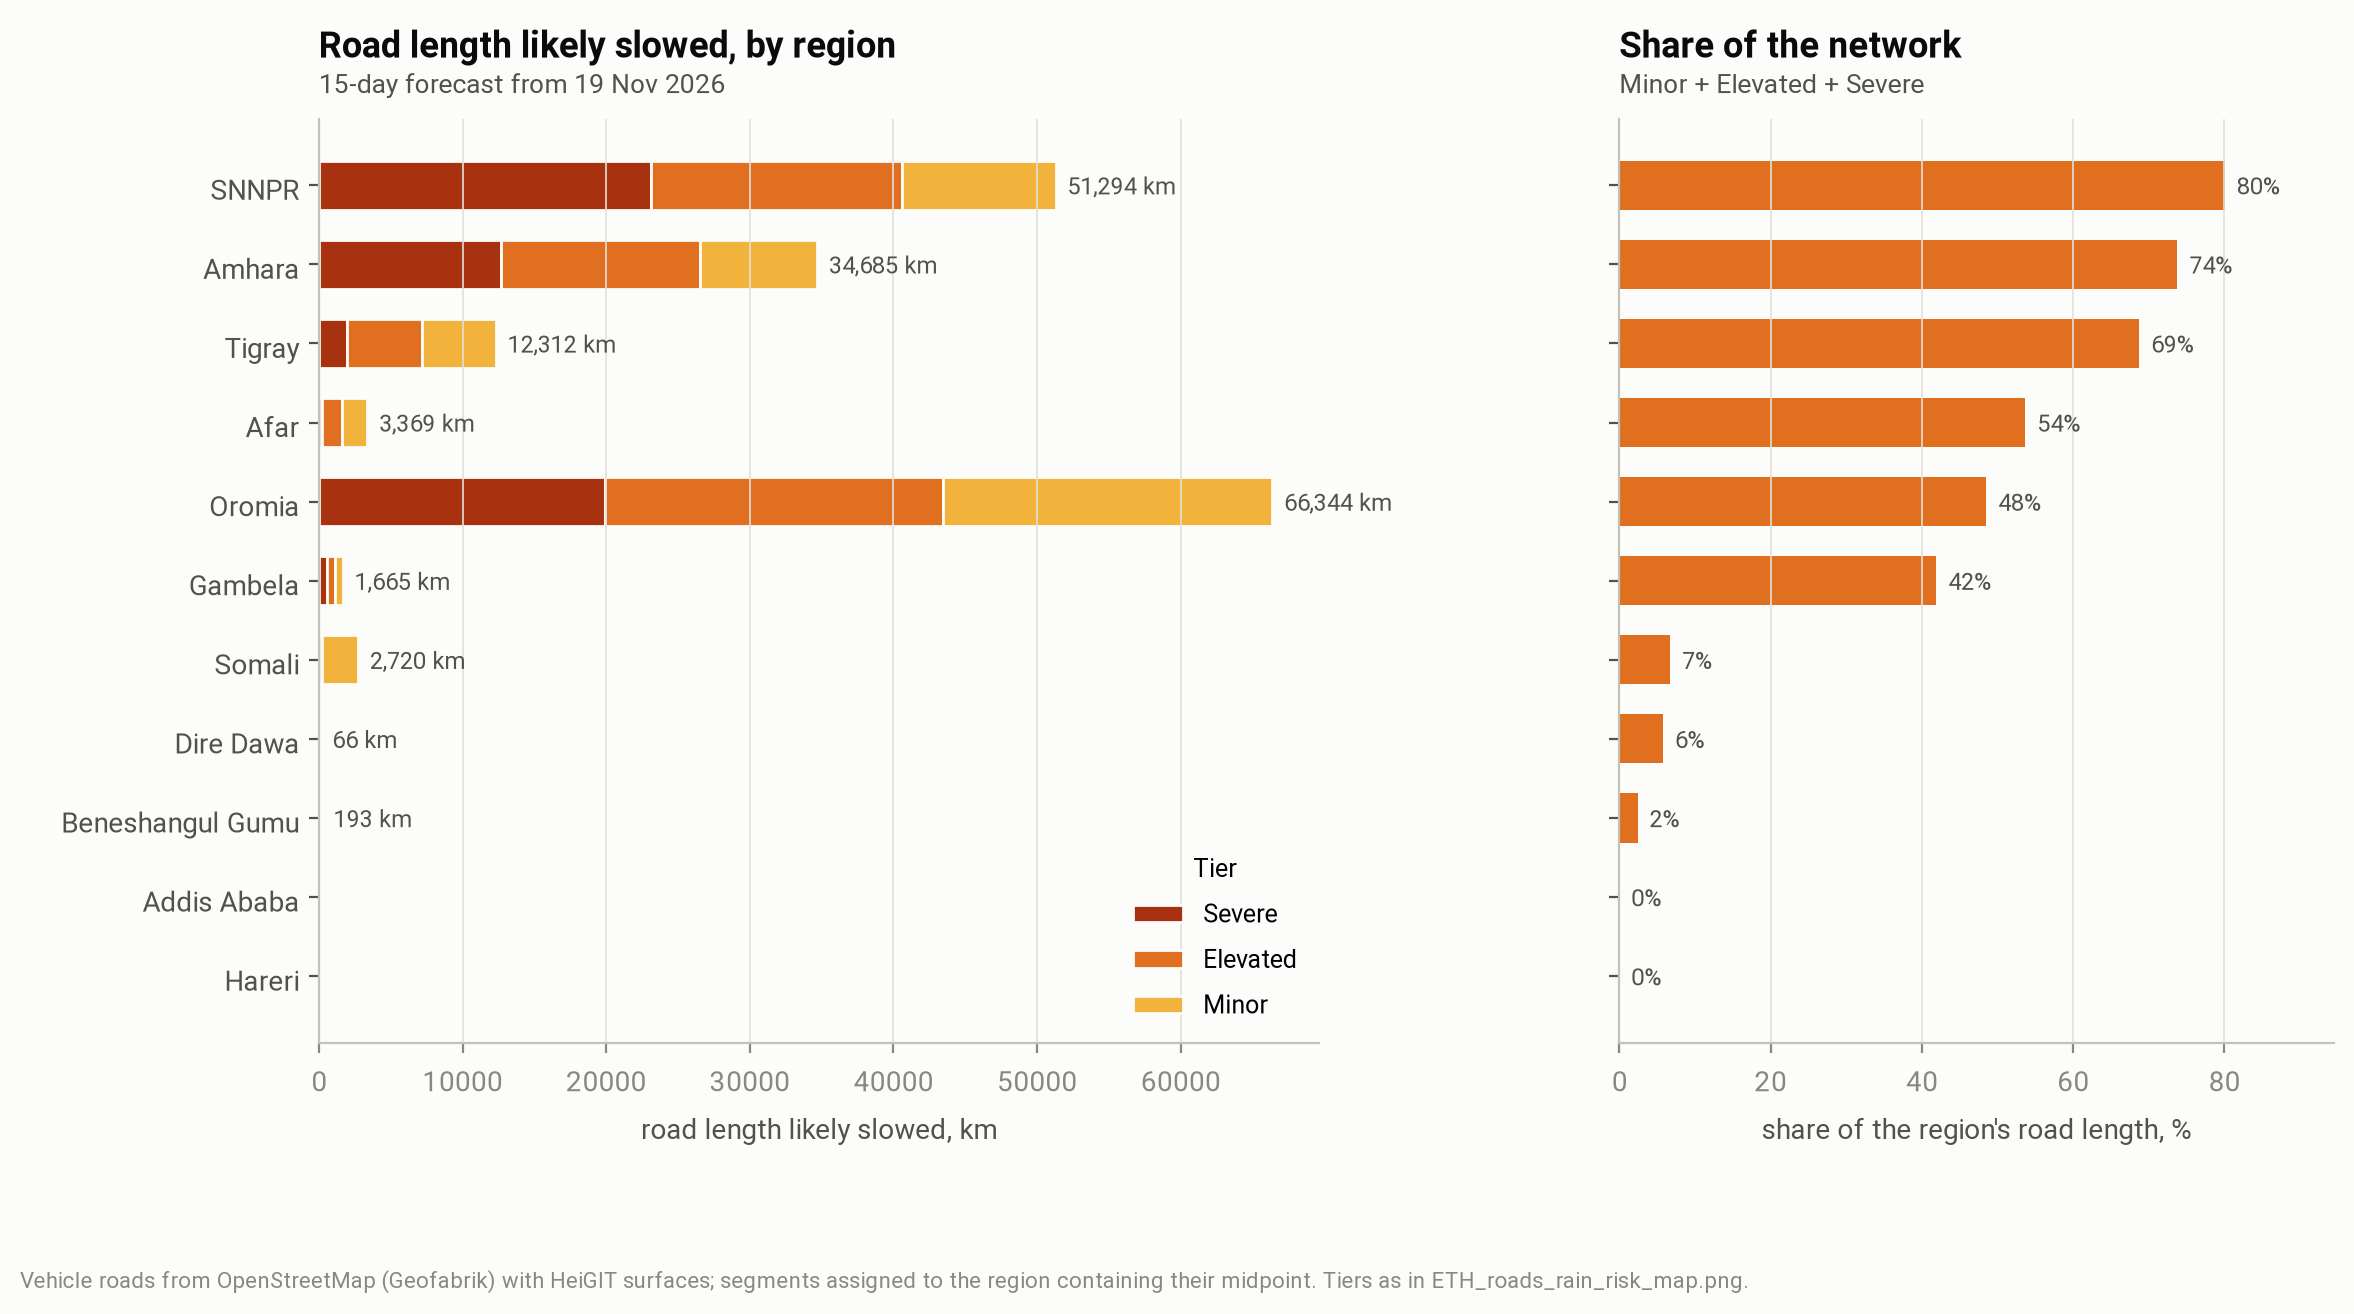 Road length likely slowed, by region
15-day forecast from 19 Nov 2026
SNNPR
51,294 km
Amhara
34,685 km
Tigray
12,312 km
Afar
3,369 km
Oromia
66,344 km
Gambela
1,665 km
Somali
2,720 km
Dire Dawa
66 km
Beneshangul Gumu
193 km
Addis Ababa
Hareri
Tier
Severe
Elevated
Minor
0 10000 20000 30000 40000 50000 60000
road length likely slowed, km
Share of the network
Minor + Elevated + Severe
80%
74%
69%
54%
48%
42%
7%
6%
2%
0%
0%
0 20 40 60 80
share of the region's road length, %
Vehicle roads from OpenStreetMap (Geofabrik) with HeiGIT surfaces; segments assigned to the region containing their midpoint. Tiers as in ETH_roads_rain_risk_map.png.